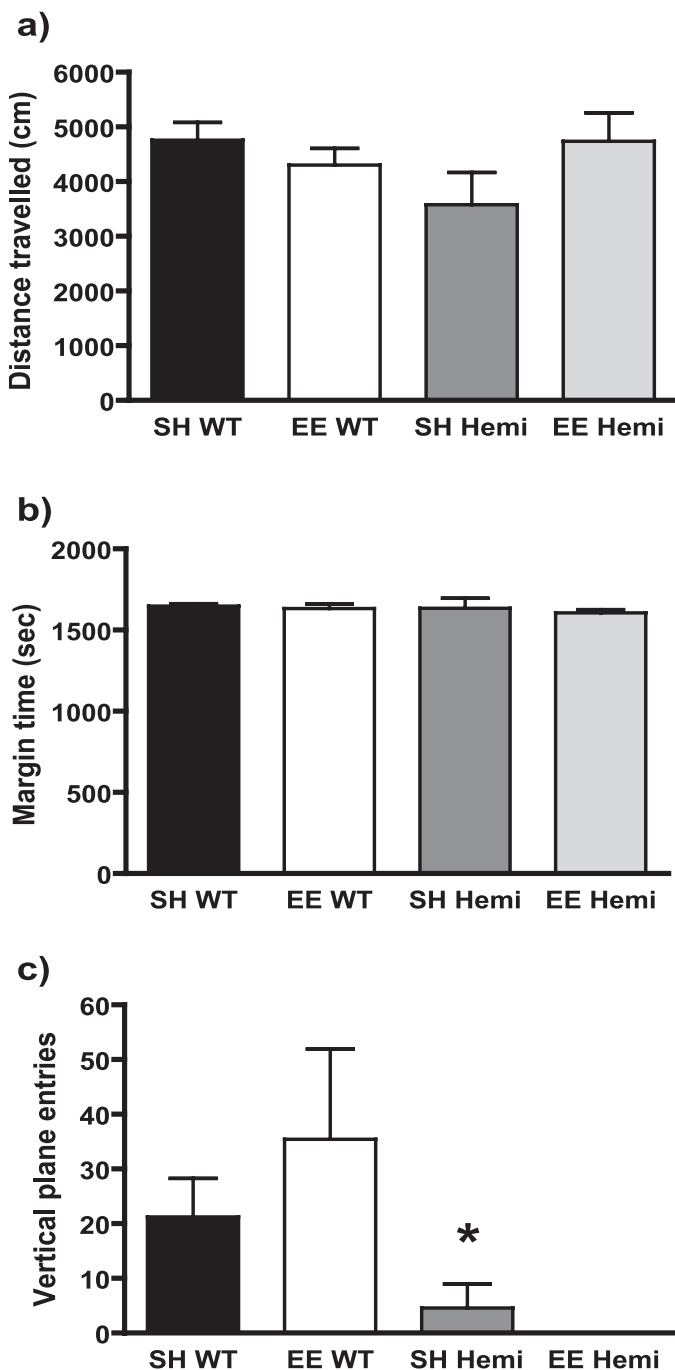 a)
Distance travelled (cm)
6000
5000
4000
3000
2000
1000
0
SH WT EE WT SH Hemi EE Hemi
b)
Margin time (sec)
2000
1500
1000
500
0
SH WT EE WT SH Hemi EE Hemi
c)
Vertical plane entries
60
50
40
30
20
10
0
*
SH WT EE WT SH Hemi EE Hemi